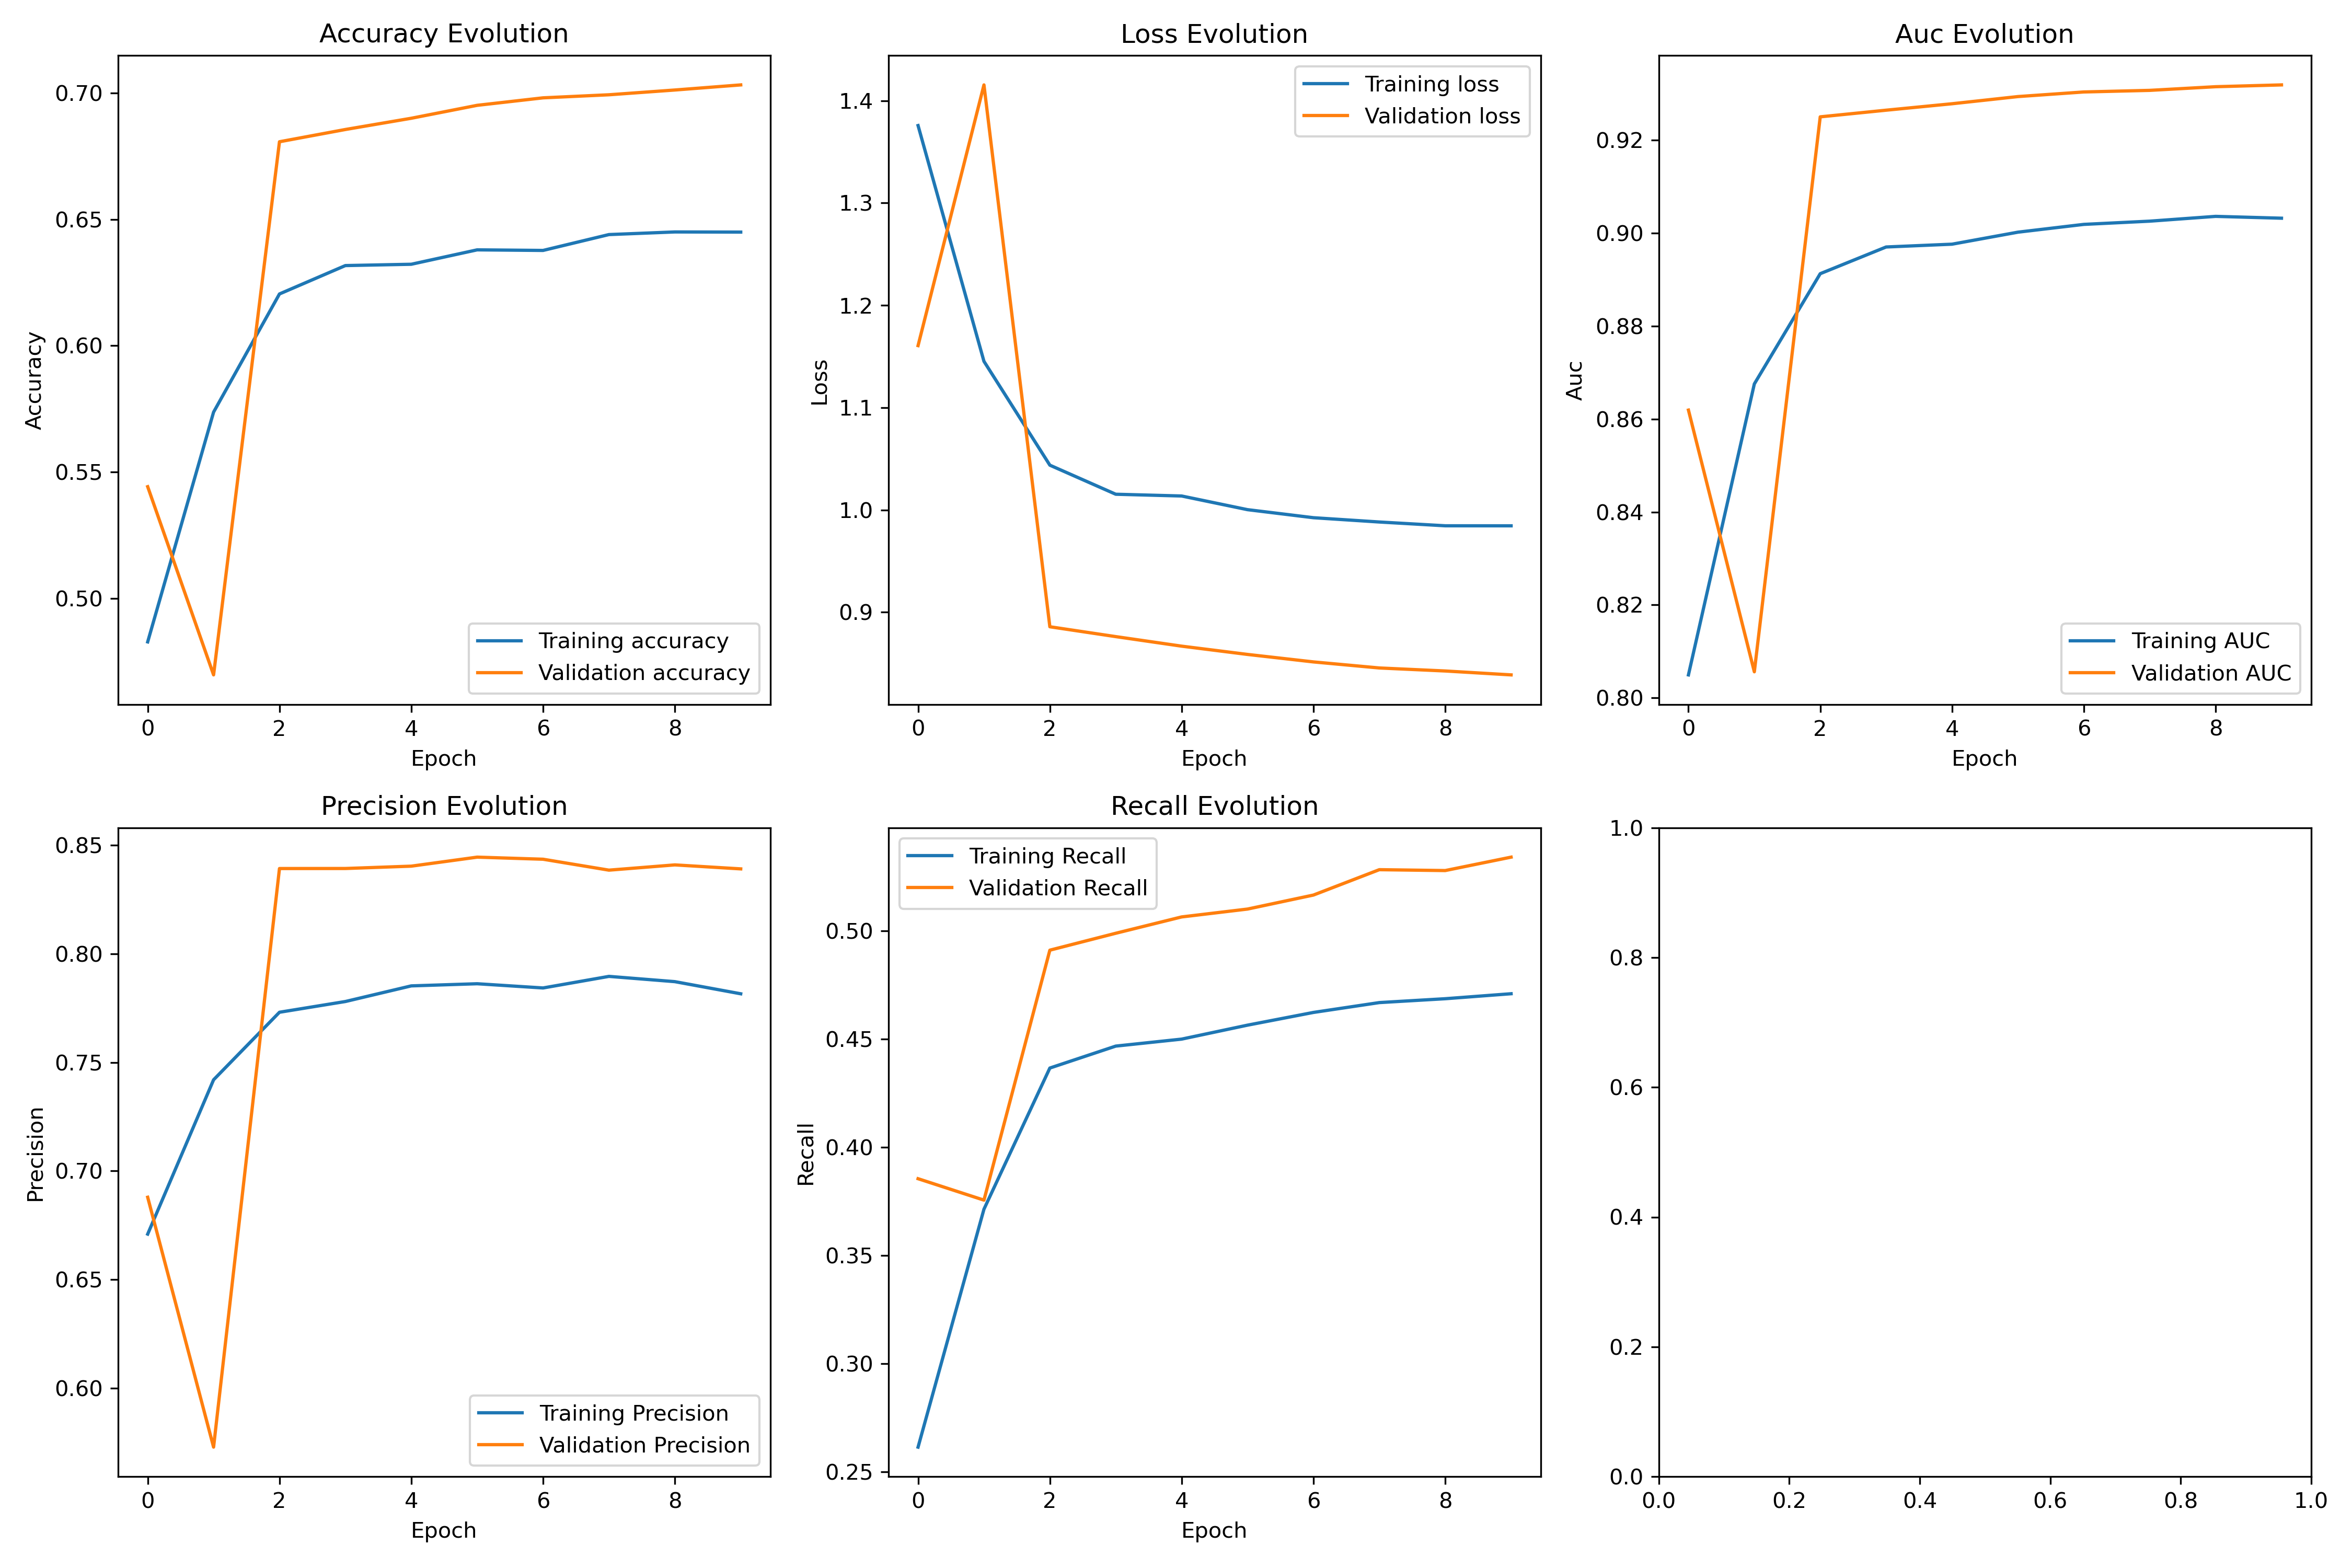 Accuracy Evolution
Accuracy
0.70
0.65
0.60
0.55
0.50
Training accuracy
Validation accuracy
0 2 4 6 8
Epoch
Loss Evolution
Loss
1.4
1.3
1.2
1.1
1.0
0.9
Training loss
Validation loss
0 2 4 6 8
Epoch
Auc Evolution
Auc
0.92
0.90
0.88
0.86
0.84
0.82
0.80
Training AUC
Validation AUC
0 2 4 6 8
Epoch
Precision Evolution
Precision
0.85
0.80
0.75
0.70
0.65
0.60
Training Precision
Validation Precision
0 2 4 6 8
Epoch
Recall Evolution
Recall
Training Recall
Validation Recall
0.50
0.45
0.40
0.35
0.30
0.25
0 2 4 6 8
Epoch
1.0
0.8
0.6
0.4
0.2
0.0
0.0 0.2 0.4 0.6 0.8 1.0